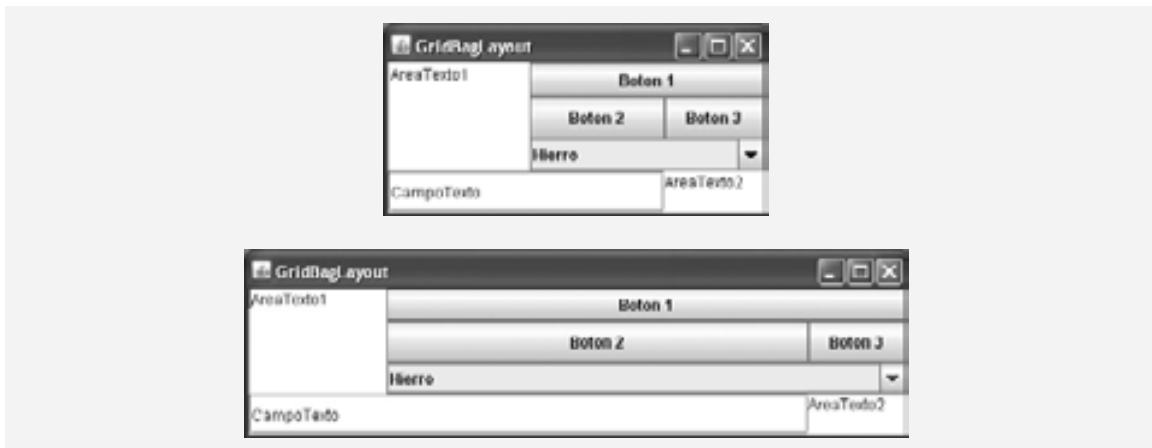 GridBagLayout
AreaTexto1
Boton 1
Boton 2 Boton 3
Hierro
CampoTexto AreaTexto2
GridBagLayout
AreaTexto1
Boton 1
Boton 2 Boton 3
Hierro
CampoTexto AreaTexto2